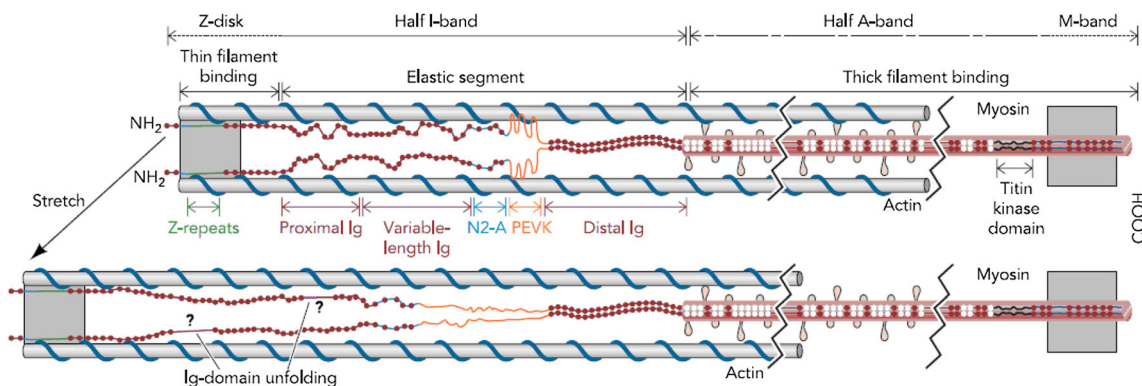 Z-disk
Half I-band
Half A-band
M-band
Thin filament
binding
Elastic segment
Thick filament binding
NH2
Myosin
NH2
Stretch
Actin
Titin
kinase
domain
COOH
Z-repeats
Proximal Ig
Variable-
length Ig
N2-A
PEVK
Distal Ig
Myosin
?
?
Ig-domain unfolding
Actin